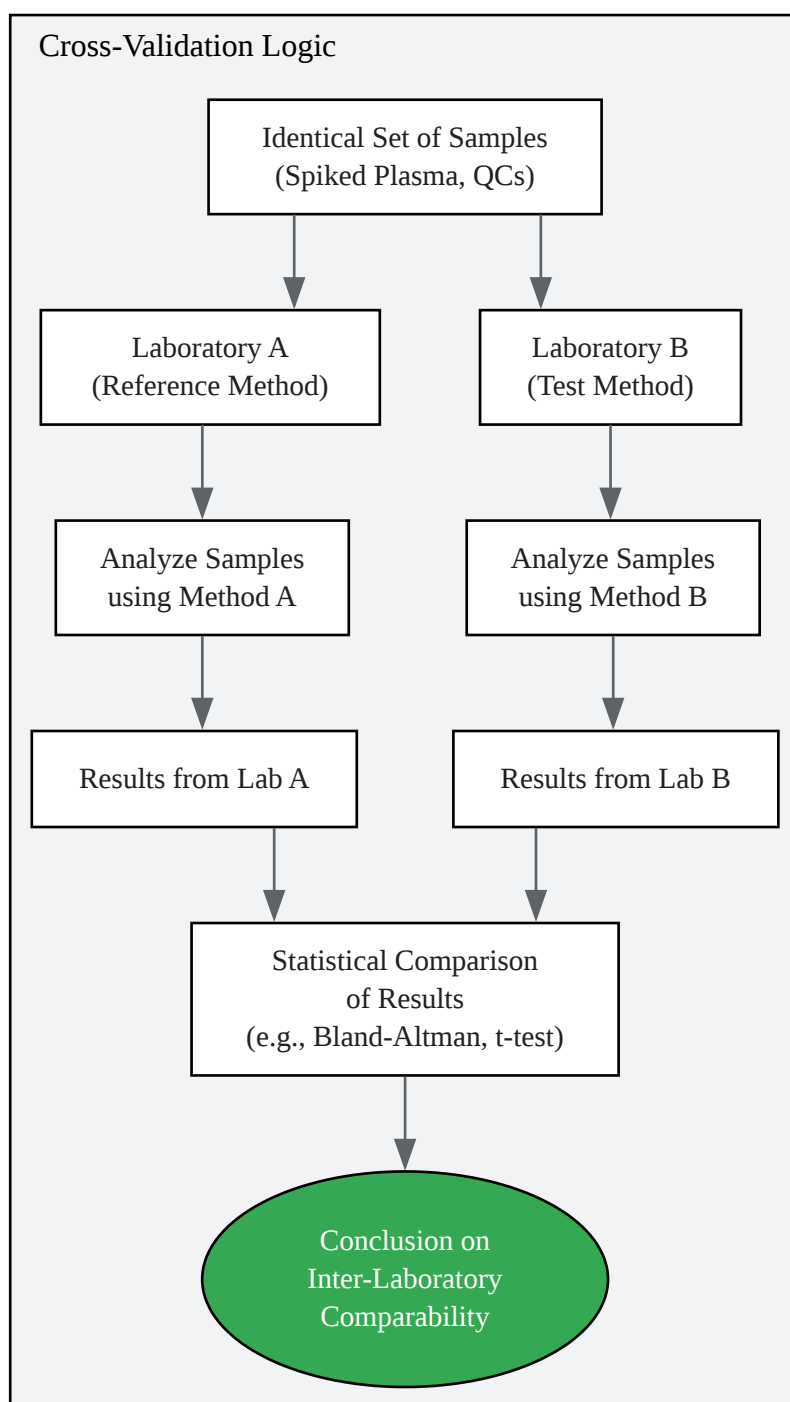 Cross-Validation Logic
Identical Set of Samples
(Spiked Plasma, QCs)
Laboratory A
(Reference Method)
Laboratory B
(Test Method)
Analyze Samples
using Method A
Analyze Samples
using Method B
Results from Lab A
Results from Lab B
Statistical Comparison
of Results
(e.g., Bland-Altman, t-test)
Conclusion on
Inter-Laboratory
Comparability